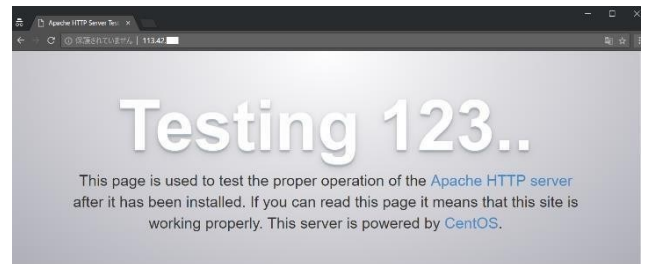 Apache HTTP Server Test
保護されていません | 113.42.
Testing 123..
This page is used to test the proper operation of the Apache HTTP server
after it has been installed. If you can read this page it means that this site is
working properly. This server is powered by CentOS.